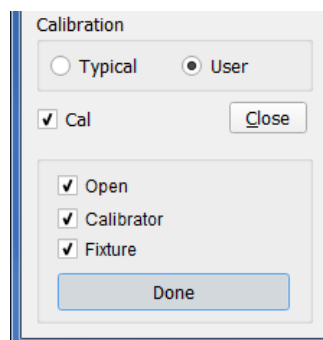 Calibration
Typical User
Cal Close
Open
Calibrator
Fixture
Done